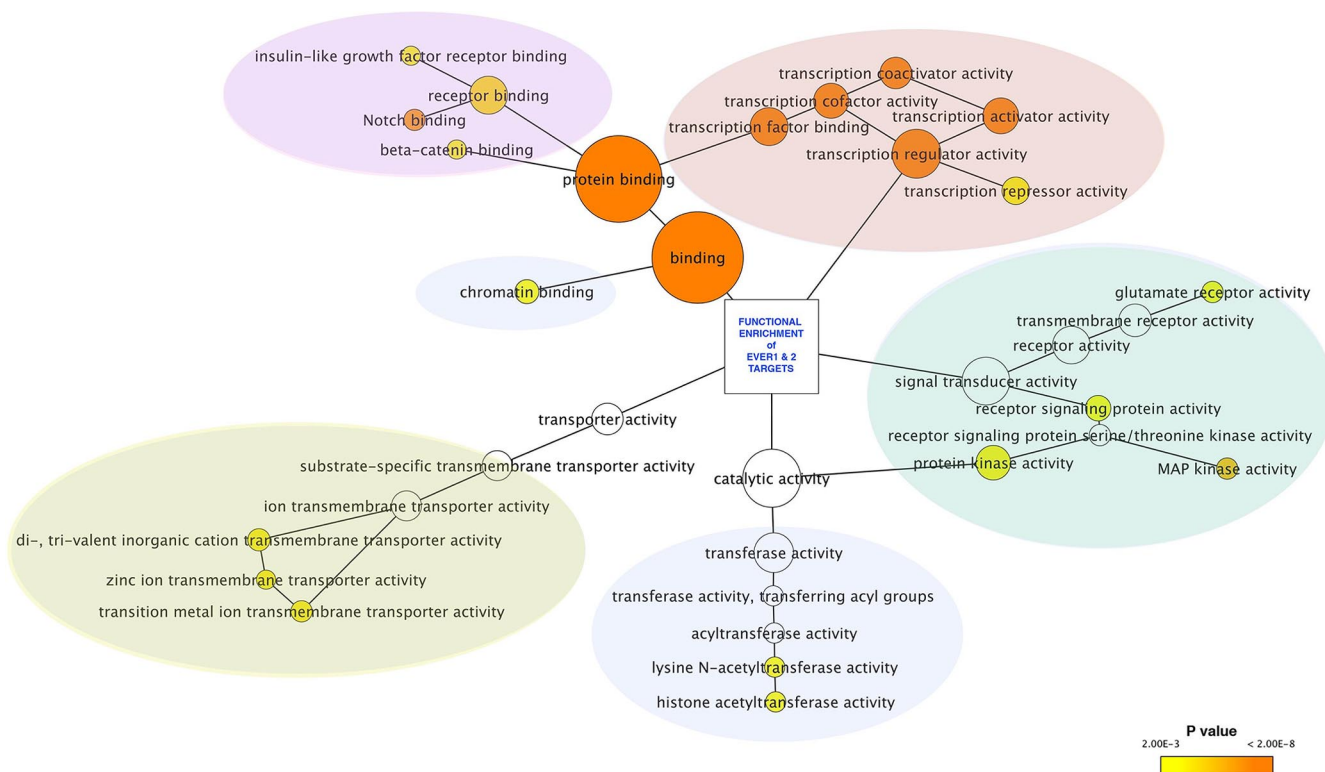 insulin-like growth factor receptor binding
receptor binding
Notch binding
beta-catenin binding
protein binding
transcription coactivator activity
transcription cofactor activity
transcription activator activity
transcription factor binding
transcription regulator activity
transcription repressor activity
binding
chromatin binding
FUNCTIONAL
ENRICHMENT
of
EVER1 & 2
TARGETS
glutamate receptor activity
transmembrane receptor activity
receptor activity
signal transducer activity
receptor signaling protein activity
receptor signaling protein serine/threonine kinase activity
protein kinase activity
MAP kinase activity
transporter activity
substrate-specific transmembrane transporter activity
ion transmembrane transporter activity
di-, tri-valent inorganic cation transmembrane transporter activity
zinc ion transmembrane transporter activity
transition metal ion transmembrane transporter activity
catalytic activity
transferase activity
transferase activity, transferring acyl groups
acyltransferase activity
lysine N-acetyltransferase activity
histone acetyltransferase activity
P value
2.00E-3 < 2.00E-8